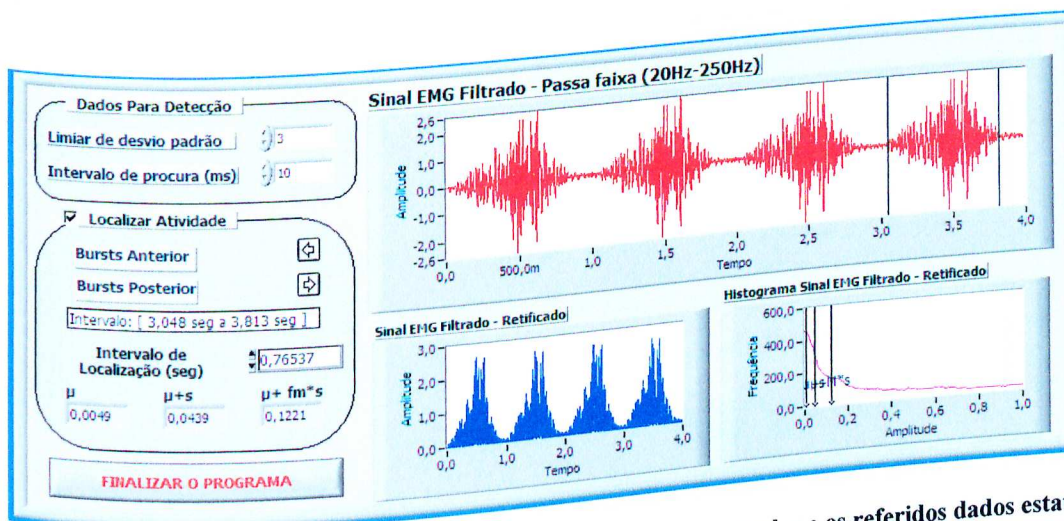 Dados Para Detecção
Limiar de desvio padrão 3
Intervalo de procura (ms) 10
Localizar Atividade
Bursts Anterior
Bursts Posterior
Intervalo: [ 3,048 seg a 3,813 seg ]
Intervalo de
Localização (seg)
0,76537
µ µ+s µ+ fm*s
0,0049 0,0439 0,1221
FINALIZAR O PROGRAMA
Sinal EMG Filtrado - Passa faixa (20Hz-250Hz)
Amplitude
2,6
2,0
1,0
0,0
-1,0
-2,0
-2,6
0,0 500,0m 1,0 1,5 2,0 2,5 3,0 3,5 4,0
Tempo
Sinal EMG Filtrado - Retificado
Amplitude
3,0
2,0
1,0
0,0
0,0 1,0 2,0 3,0 4,0
Tempo
Histograma Sinal EMG Filtrado - Retificado
Frequência
600,0
400,0
200,0
0,0
0,0 0,2 0,4 0,6 0,8 1,0
Amplitude
os referidos dados esta